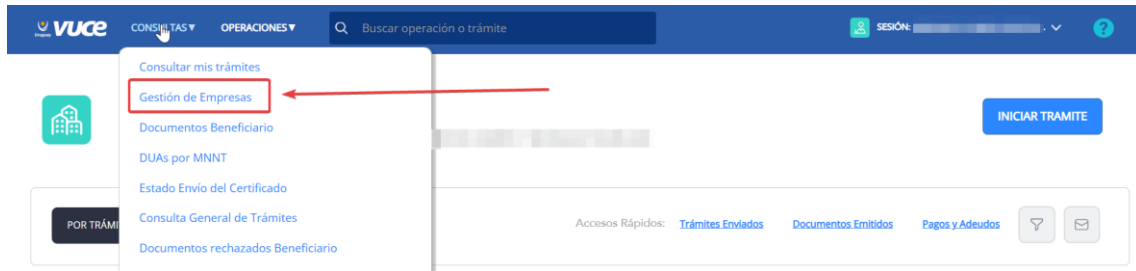 Uruguay VUCE CONSULTAS▼ OPERACIONES▼ Buscar operación o trámite SESIÓN: ?
Consultar mis trámites
Gestión de Empresas
INICIAR TRAMITE
Documentos Beneficiario
DUAs por MNNT
Estado Envío del Certificado
POR TRÁMI
Consulta General de Trámites
Accesos Rápidos: Trámites Enviados Documentos Emitidos Pagos y Adeudos
Documentos rechazados Beneficiario